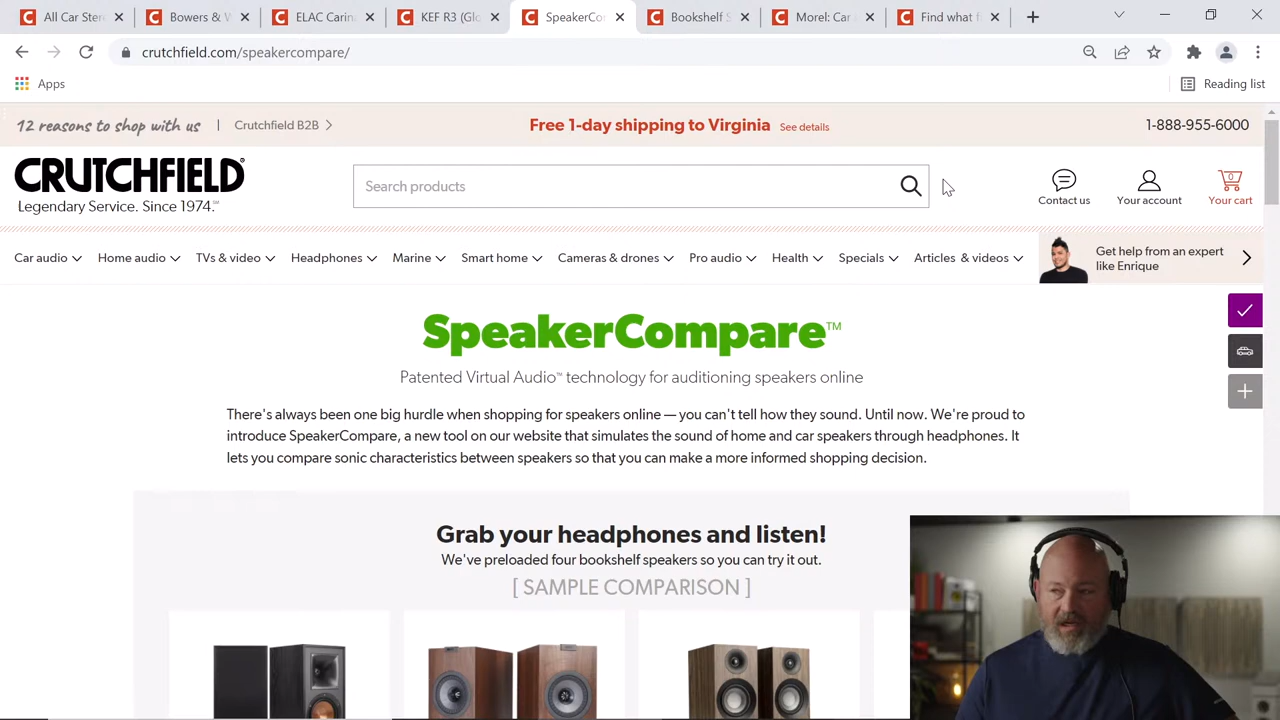 All Car Ster
Bowers & W
ELAC Carin
KEF R3 (Glo
SpeakerCo
Bookshelf S
Morel: Car A
Find what f
crutchfield.com/speakercompare/
Apps
Reading list
12 reasons to shop with us | Crutchfield B2B
Free 1-day shipping to Virginia See details
1-888-955-6000
CRUTCHFIELD
Legendary Service. Since 1974.
Search products
Contact us
Your account
0
Your cart
Car audio
Home audio
TVs & video
Headphones
Marine
Smart home
Cameras & drones
Pro audio
Health
Specials
Articles & videos
Get help from an expert
like Enrique
SpeakerCompare™
Patented Virtual Audio™ technology for auditioning speakers online
There's always been one big hurdle when shopping for speakers online — you can't tell how they sound. Until now. We're proud to
introduce SpeakerCompare, a new tool on our website that simulates the sound of home and car speakers through headphones. It
lets you compare sonic characteristics between speakers so that you can make a more informed shopping decision.
Grab your headphones and listen!
We've preloaded four bookshelf speakers so you can try it out.
[ SAMPLE COMPARISON ]